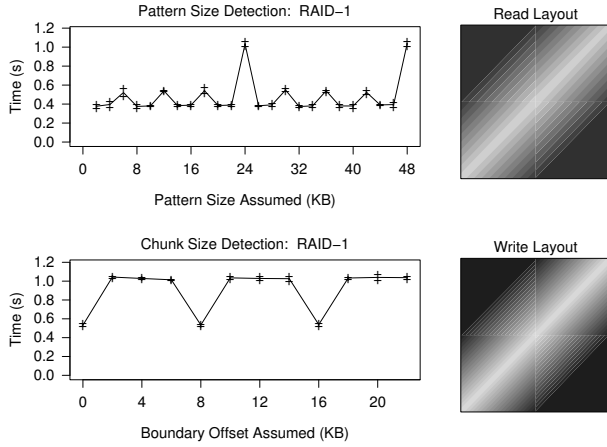 Pattern Size Detection: RAID−1
Time (s)
1.2
1.0
0.8
0.6
0.4
0.2
0.0
0 8 16 24 32 40 48
Pattern Size Assumed (KB)
Read Layout
Chunk Size Detection: RAID−1
Time (s)
1.2
1.0
0.8
0.6
0.4
0.2
0.0
0 4 8 12 16 20
Boundary Offset Assumed (KB)
Write Layout